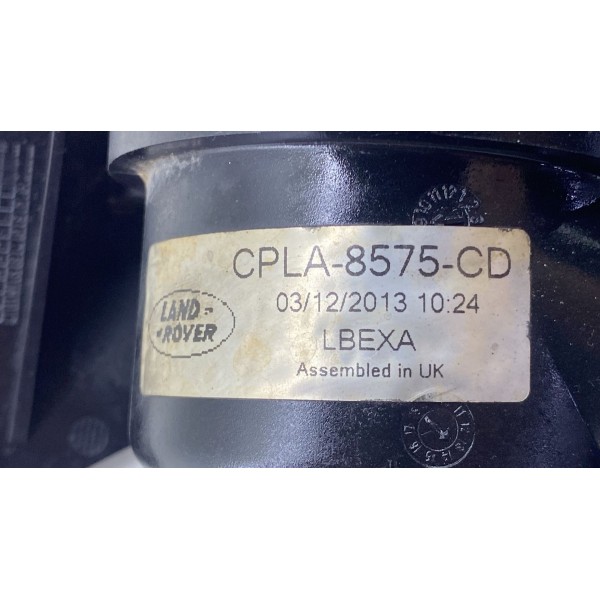 CPLA-8575-CD
03/12/2013 10:24
LAND-
ROVER
LBEXA
Assembled in UK